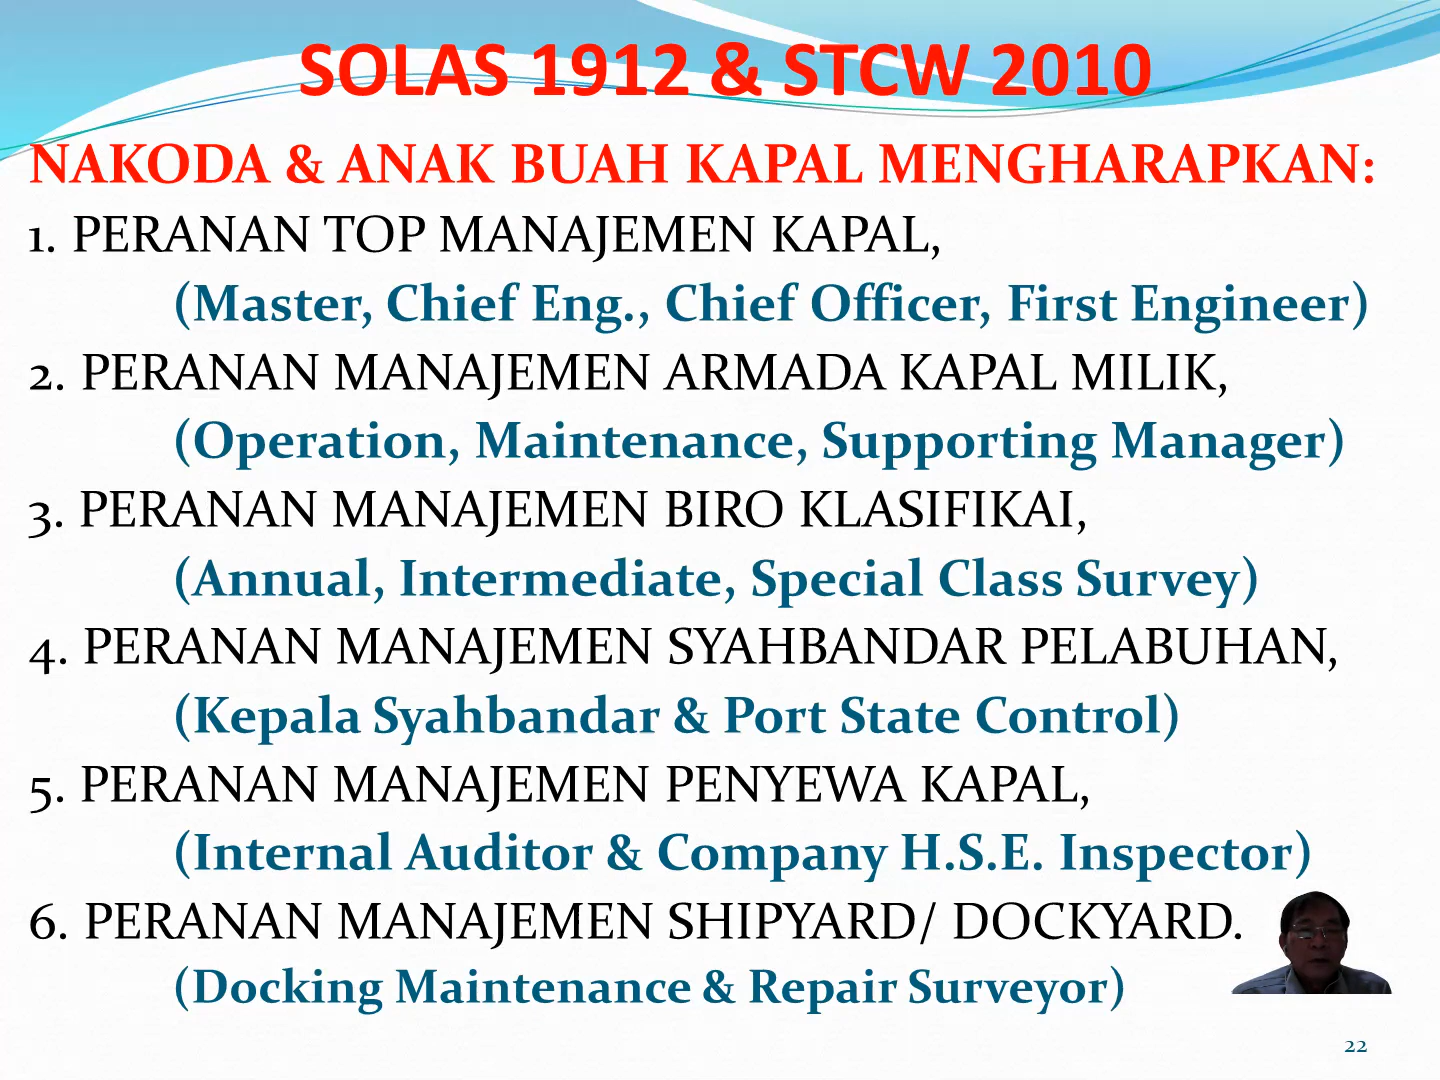 SOLAS 1912 & STCW 2010
NAKODA & ANAK BUAH KAPAL MENGHARAPKAN:
1. PERANAN TOP MANAJEMEN KAPAL,
(Master, Chief Eng., Chief Officer, First Engineer)
2. PERANAN MANAJEMEN ARMADA KAPAL MILIK,
(Operation, Maintenance, Supporting Manager)
3. PERANAN MANAJEMEN BIRO KLASIFIKAI,
(Annual, Intermediate, Special Class Survey)
4. PERANAN MANAJEMEN SYAHBANDAR PELABUHAN,
(Kepala Syahbandar & Port State Control)
5. PERANAN MANAJEMEN PENYEWA KAPAL,
(Internal Auditor & Company H.S.E. Inspector)
6. PERANAN MANAJEMEN SHIPYARD/ DOCKYARD.
(Docking Maintenance & Repair Surveyor)
22